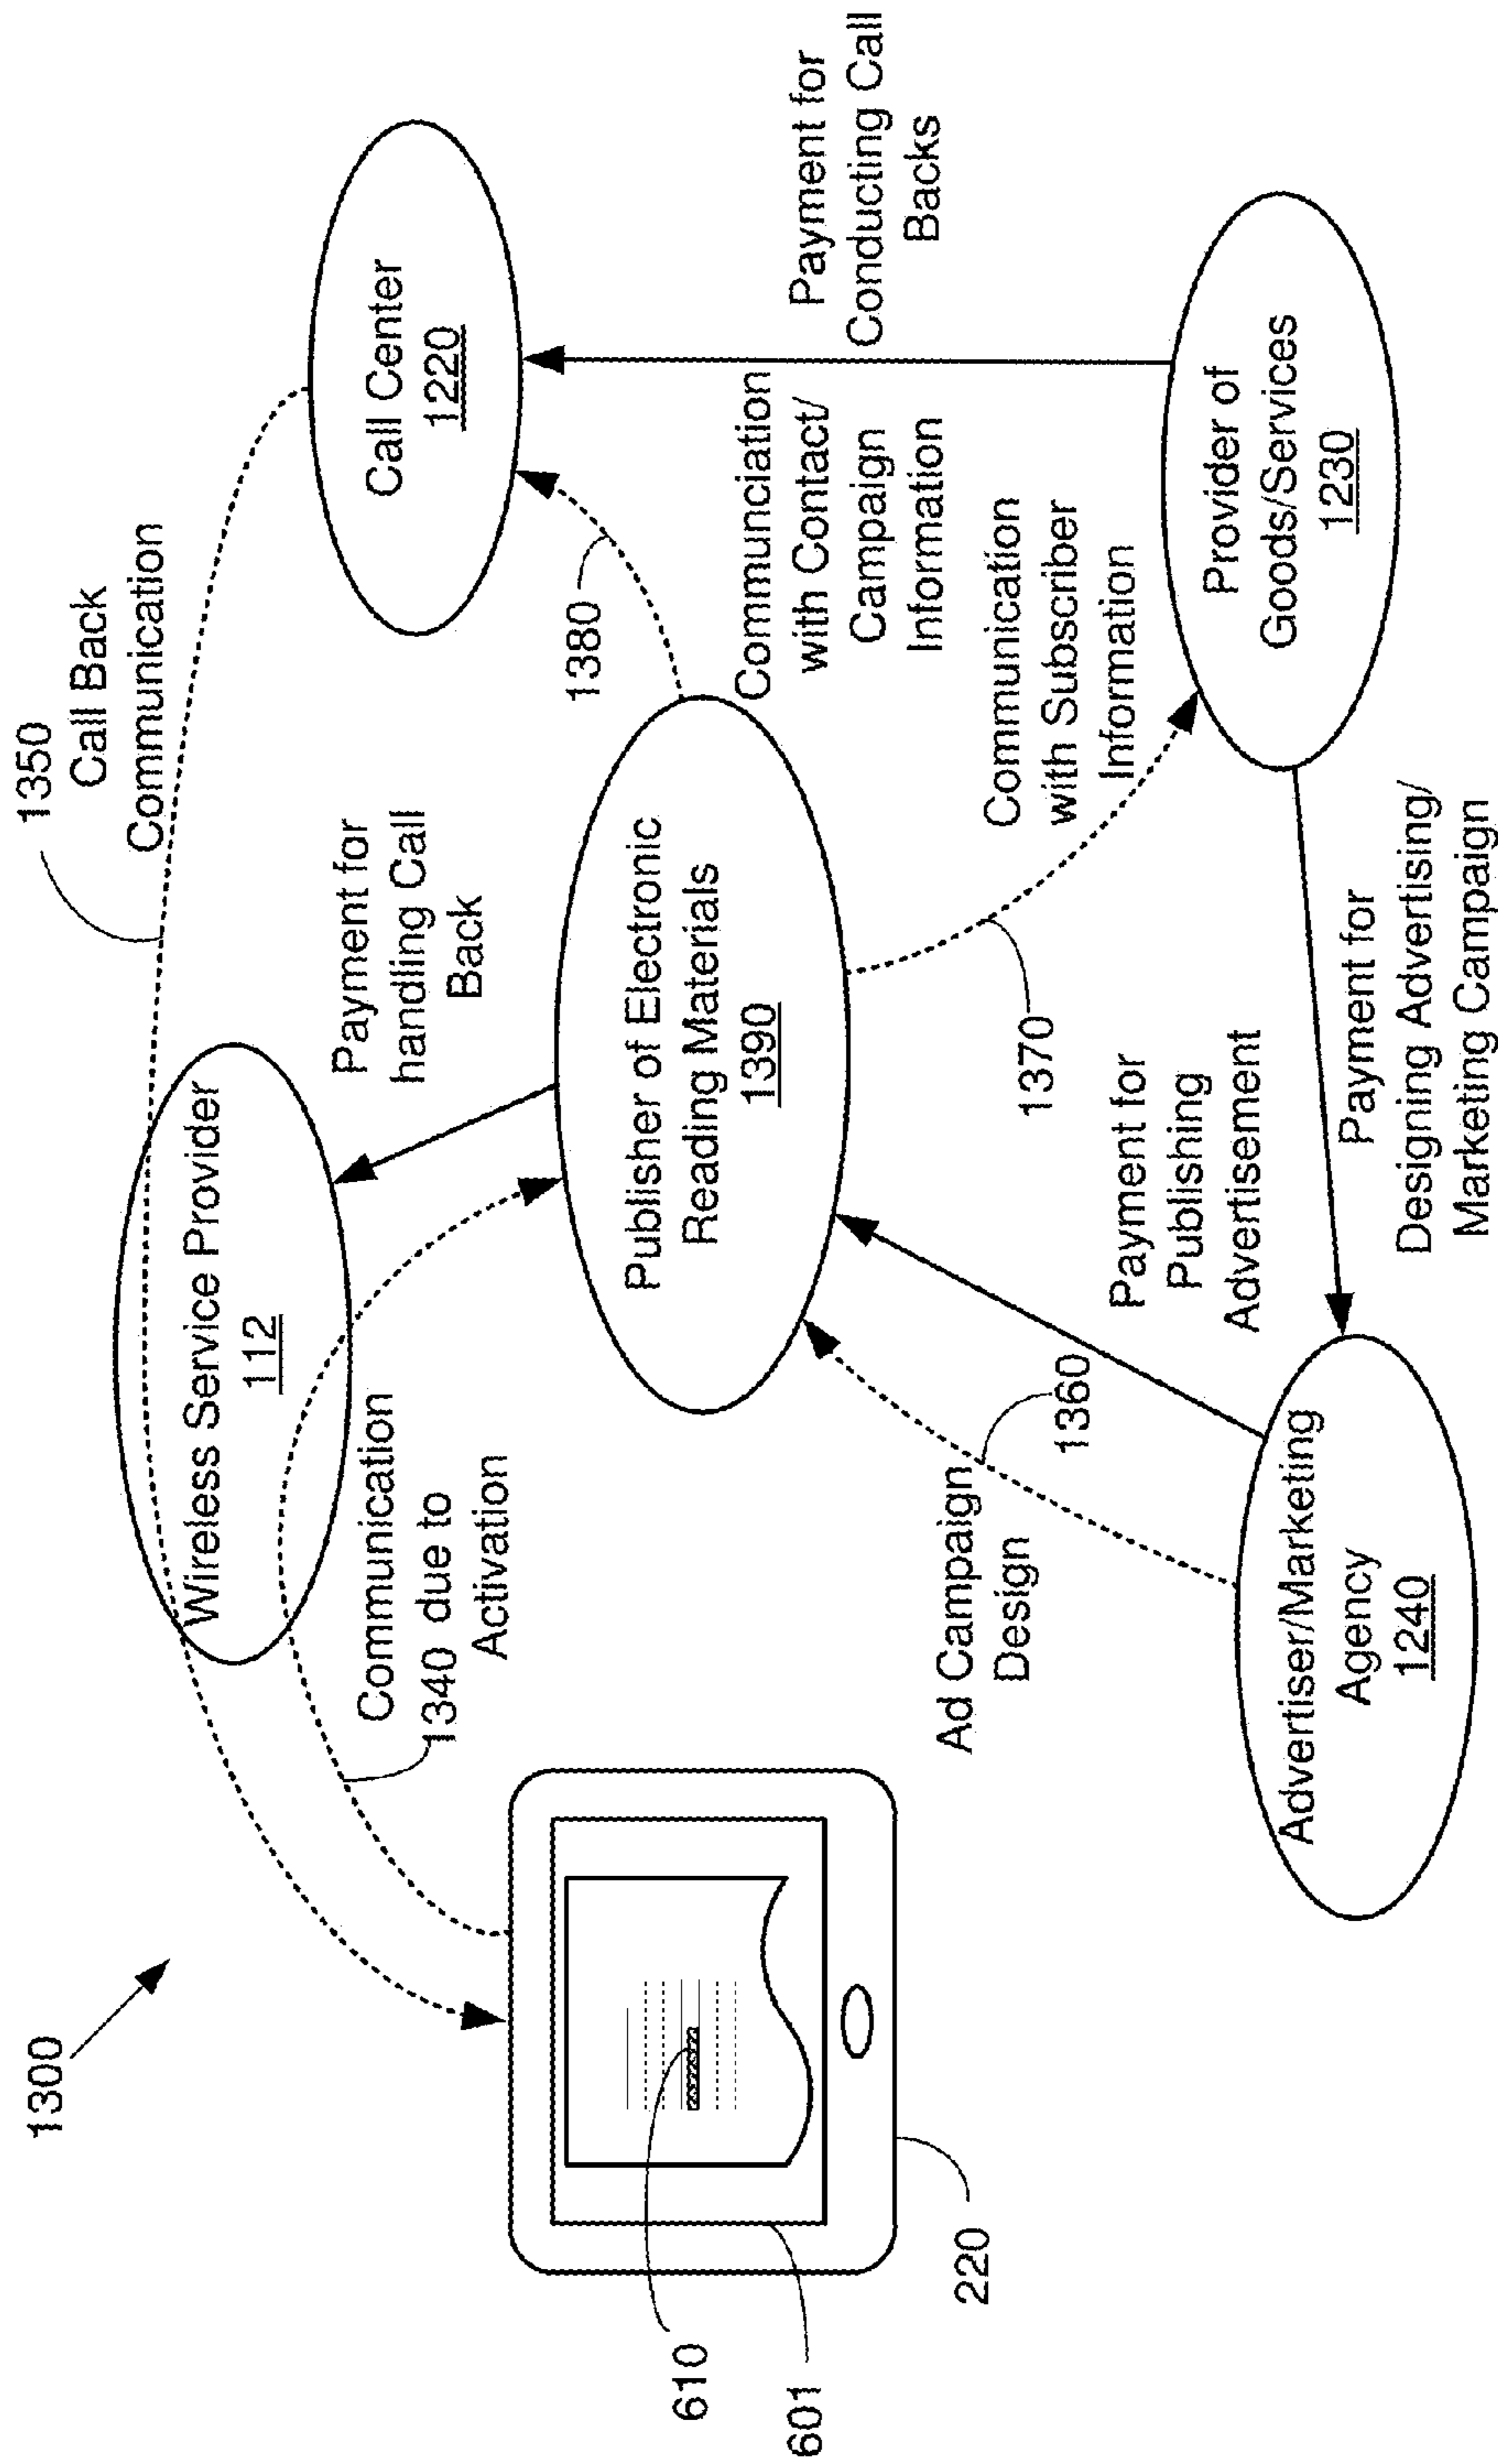 1300
1350
Call Back
Communication
Wireless Service Provider
112
Payment for
handling Call
Back
Call Center
1220
Communication
1340 due to
Activation
1380
Payment for
Conducting Call
Backs
Publisher of Electronic
Reading Materials
1390
Communciation
with Contact/
Campaign
Information
610
601
220
Ad Campaign
Design
1360
Payment for
Publishing
Advertisement
1370
Communication
with Subscriber
Information
Provider of
Goods/Services
1230
Advertiser/Marketing
Agency
1240
Payment for
Designing Advertising/
Marketing Campaign